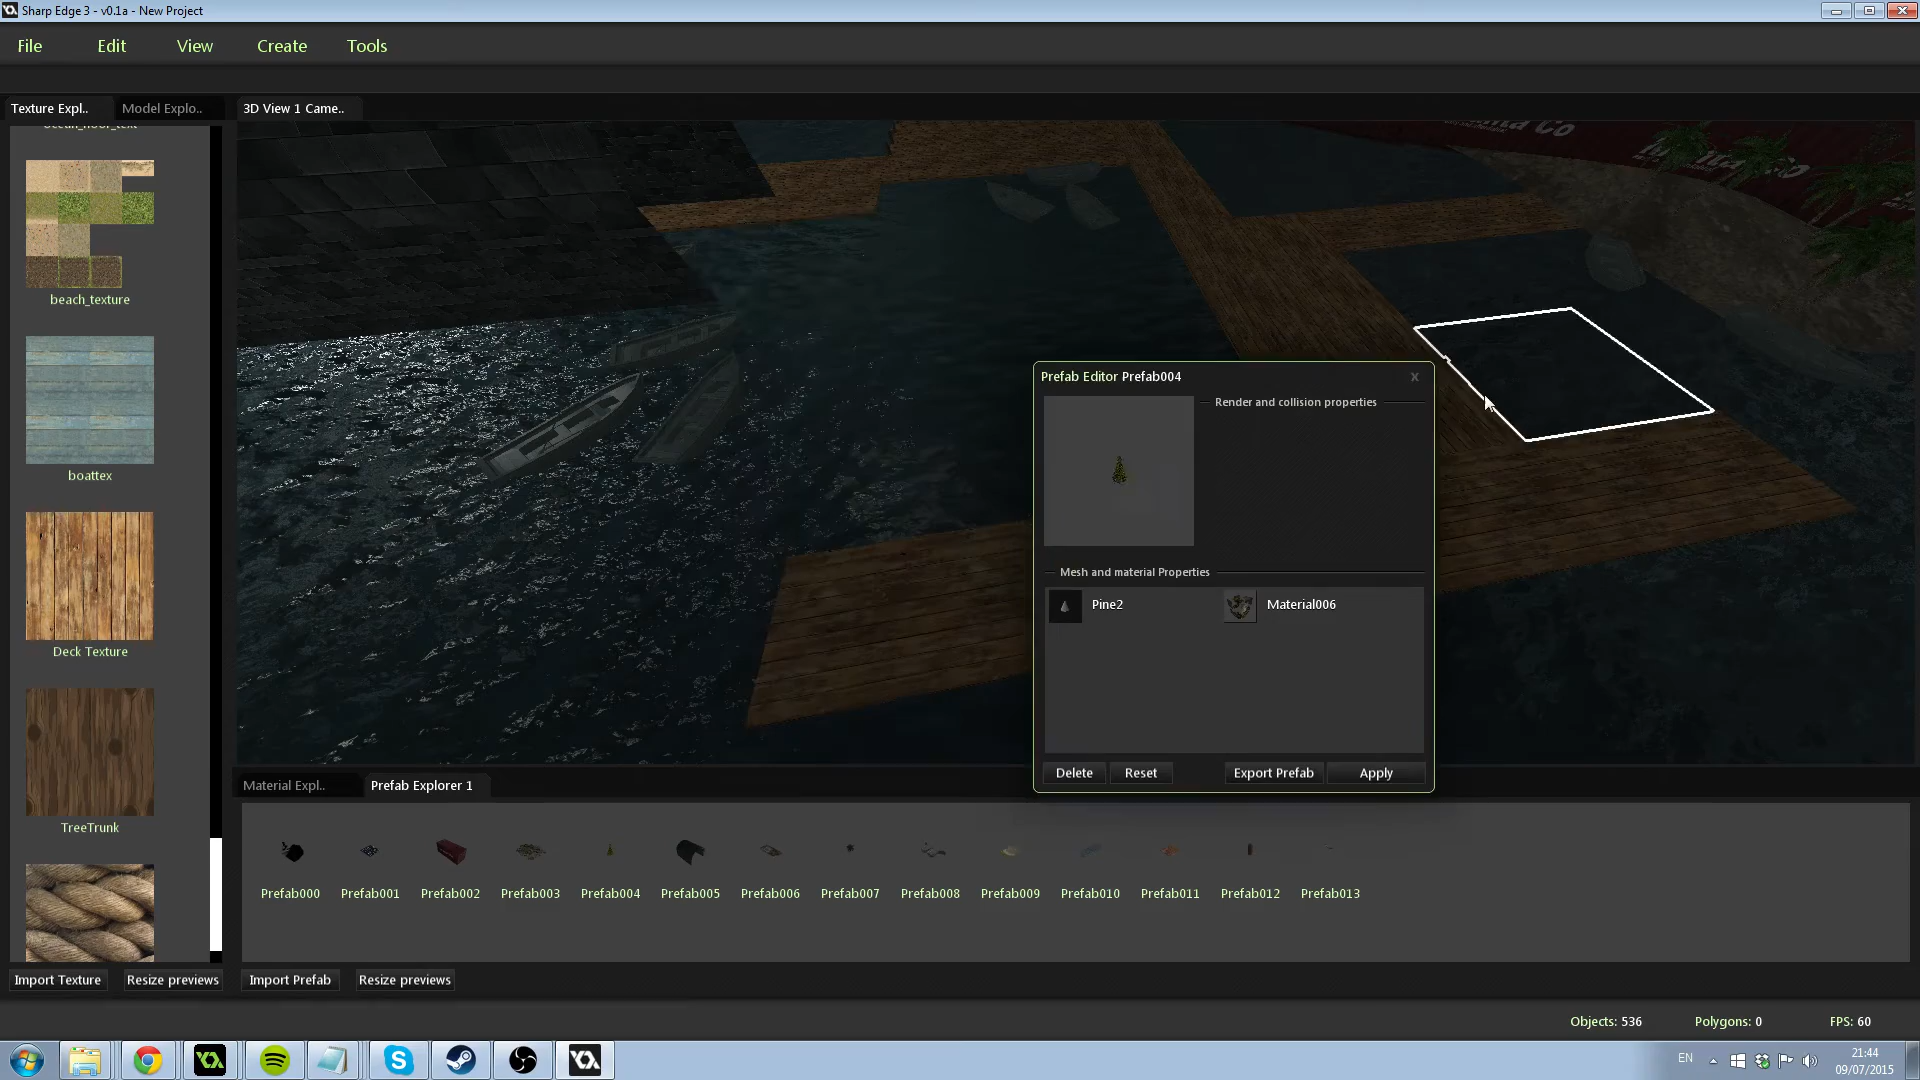 Sharp Edge 3 - v0.1a - New Project
File Edit View Create Tools
Texture Expl.. Model Explo.. 3D View 1 Came..
beach_texture
boattex
Deck Texture
TreeTrunk
Co
Prefab Editor Prefab004 X
Render and collision properties
Mesh and material Properties
Pine2 Material006
Delete Reset Export Prefab Apply
Material Expl.. Prefab Explorer 1
Prefab000 Prefab001 Prefab002 Prefab003 Prefab004 Prefab005 Prefab006 Prefab007 Prefab008 Prefab009 Prefab010 Prefab011 Prefab012 Prefab013
Import Texture Resize previews Import Prefab Resize previews
Objects: 536 Polygons: 0 FPS: 60
EN 21:44
09/07/2015